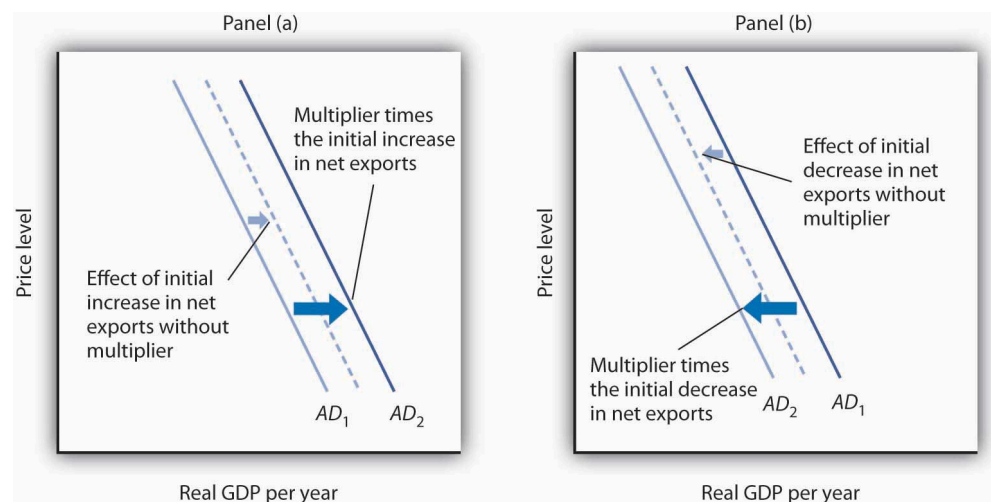 Panel (a)
Price level
Multiplier times
the initial increase
in net exports
Effect of initial
increase in net
exports without
multiplier
AD1
AD2
Real GDP per year
Panel (b)
Price level
Effect of initial
decrease in net
exports without
multiplier
Multiplier times
the initial decrease
in net exports
AD2
AD1
Real GDP per year